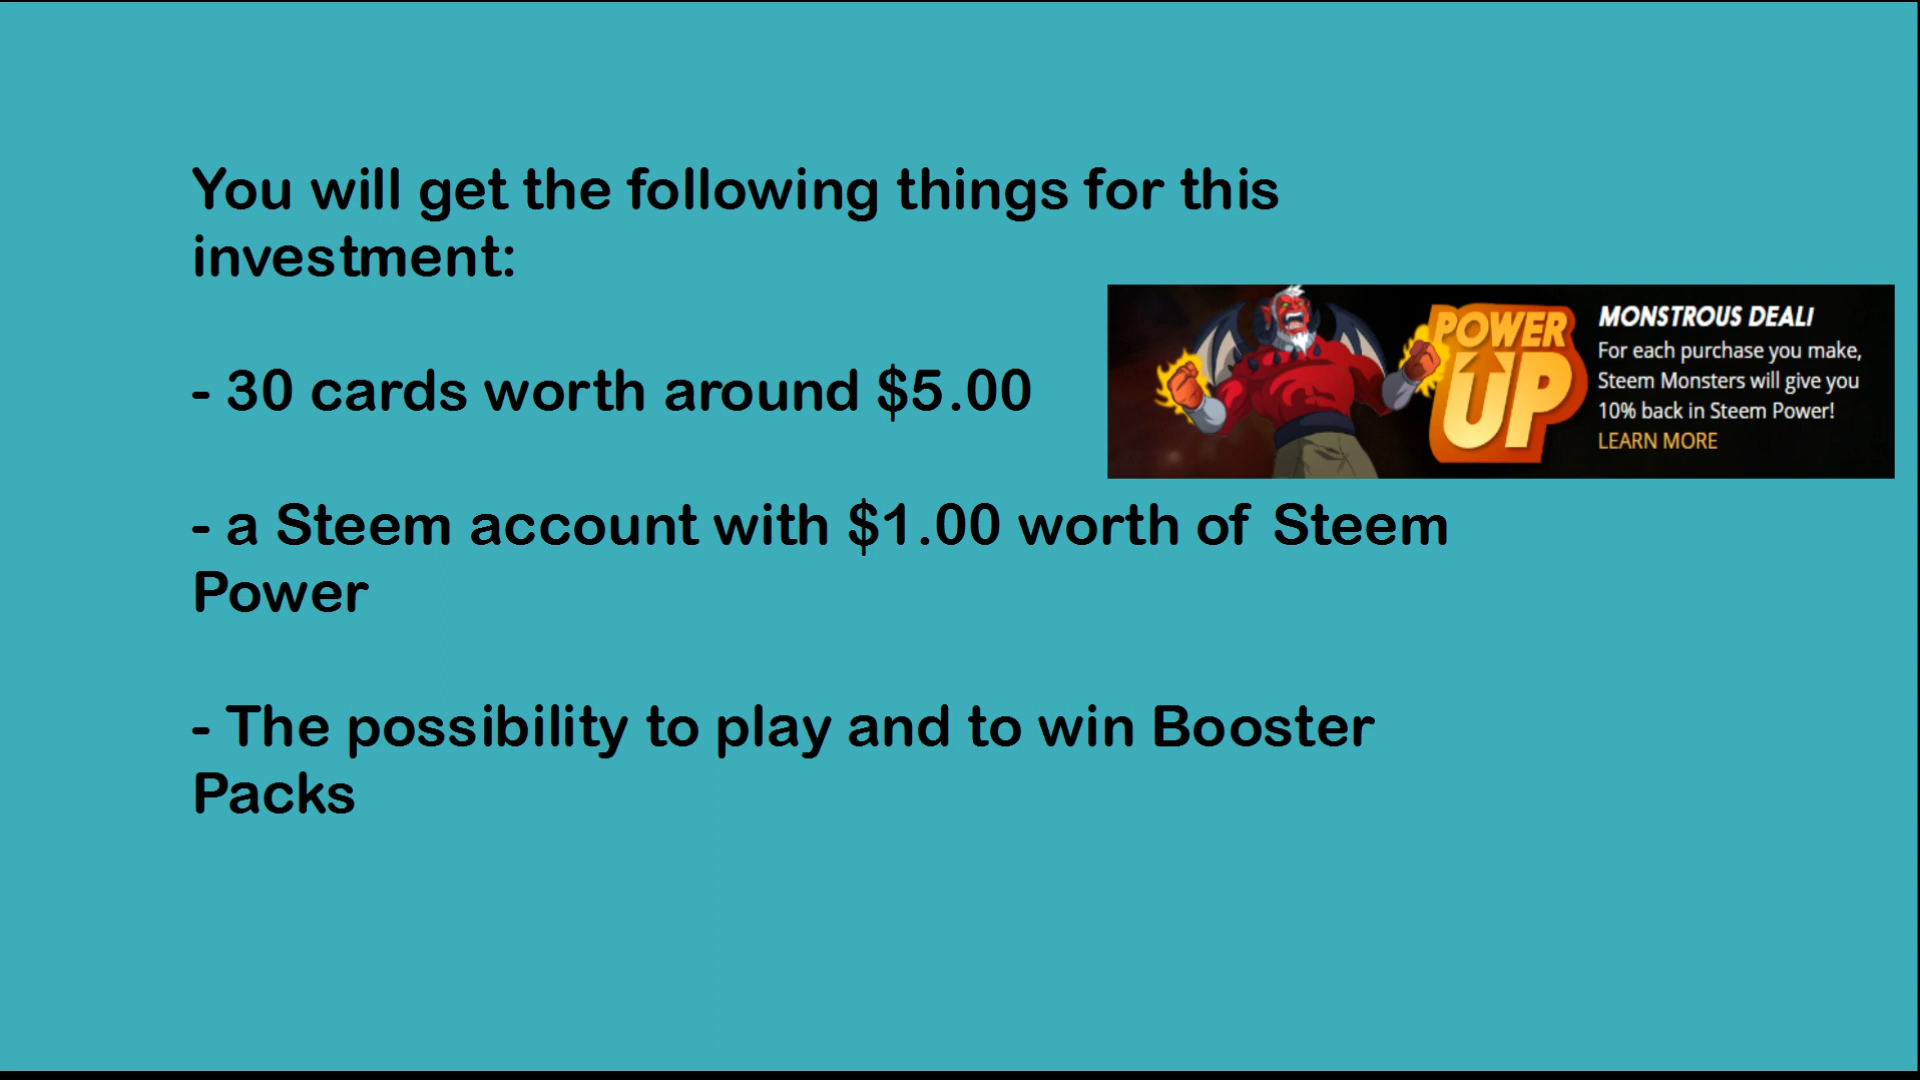 You will get the following things for this
investment:
- 30 cards worth around $5.00
POWER
UP
MONSTROUS DEAL!
For each purchase you make,
Steem Monsters will give you
10% back in Steem Power!
LEARN MORE
- a Steem account with $1.00 worth of Steem
Power
- The possibility to play and to win Booster
Packs